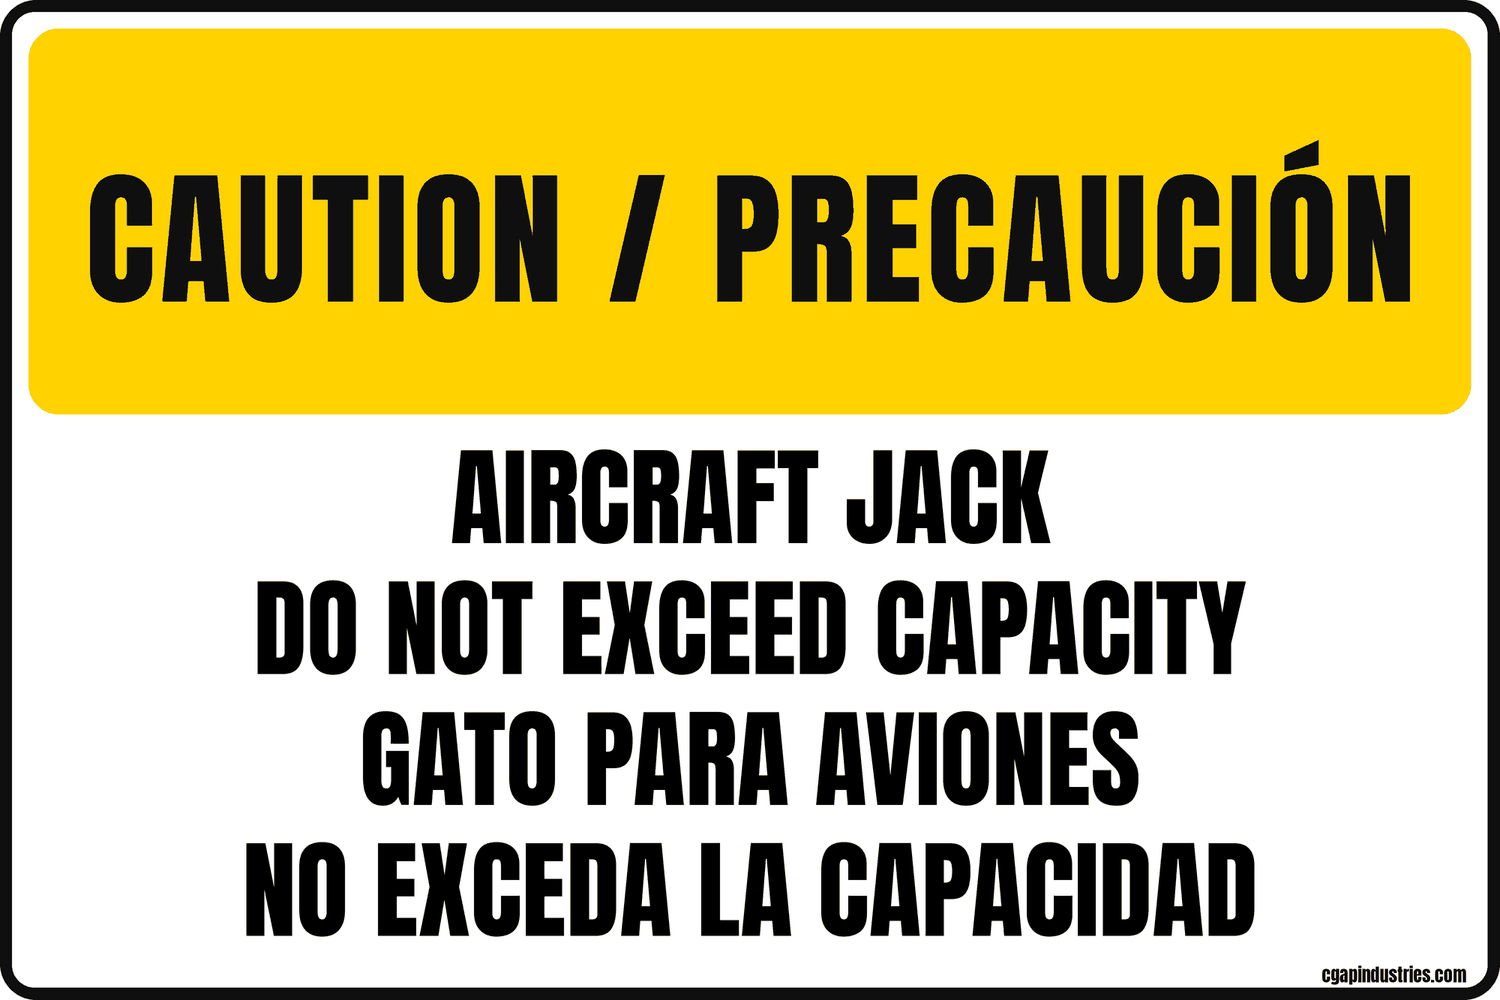 CAUTION / PRECAUCIÓN
AIRCRAFT JACK
DO NOT EXCEED CAPACITY
GATO PARA AVIONES
NO EXCEDA LA CAPACIDAD
cgapindustries.com